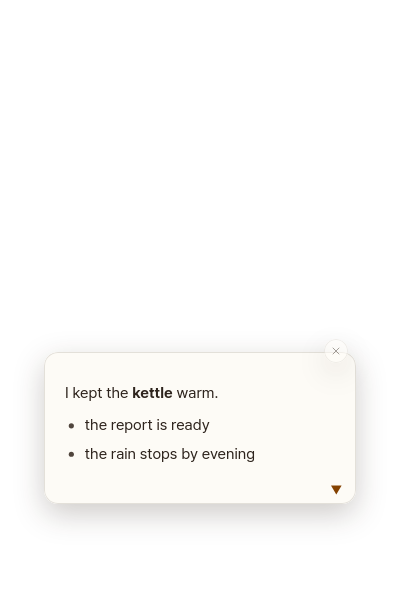 I kept the kettle warm.
the report is ready
the rain stops by evening